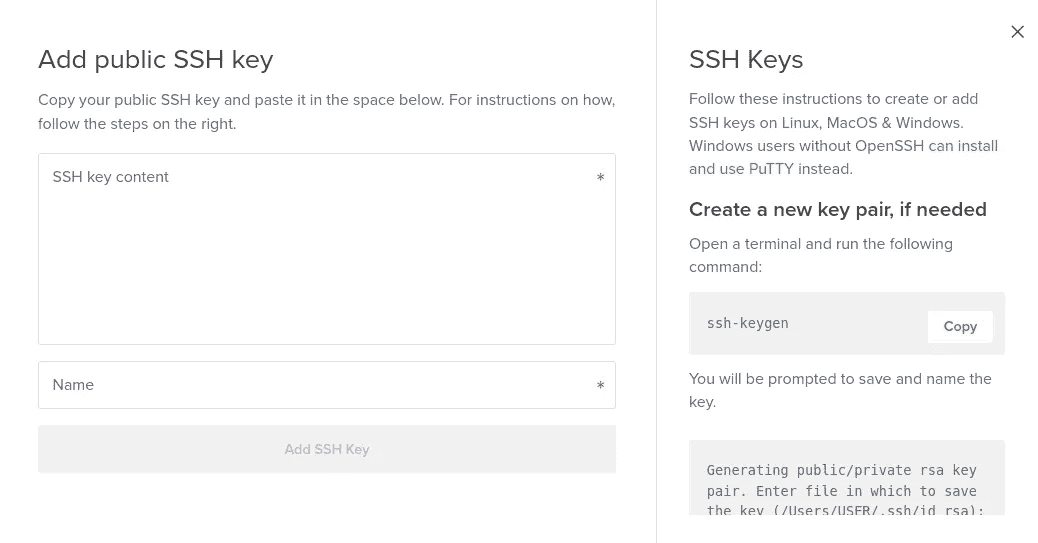 Add public SSH key
Copy your public SSH key and paste it in the space below. For instructions on how,
follow the steps on the right.
SSH key content *
Name *
Add SSH Key
SSH Keys
Follow these instructions to create or add
SSH keys on Linux, MacOS & Windows.
Windows users without OpenSSH can install
and use PuTTY instead.
Create a new key pair, if needed
Open a terminal and run the following
command:
ssh-keygen
Copy
You will be prompted to save and name the
key.
Generating public/private rsa key
pair. Enter file in which to save
the key (/Users/USER/.ssh/id_rsa):